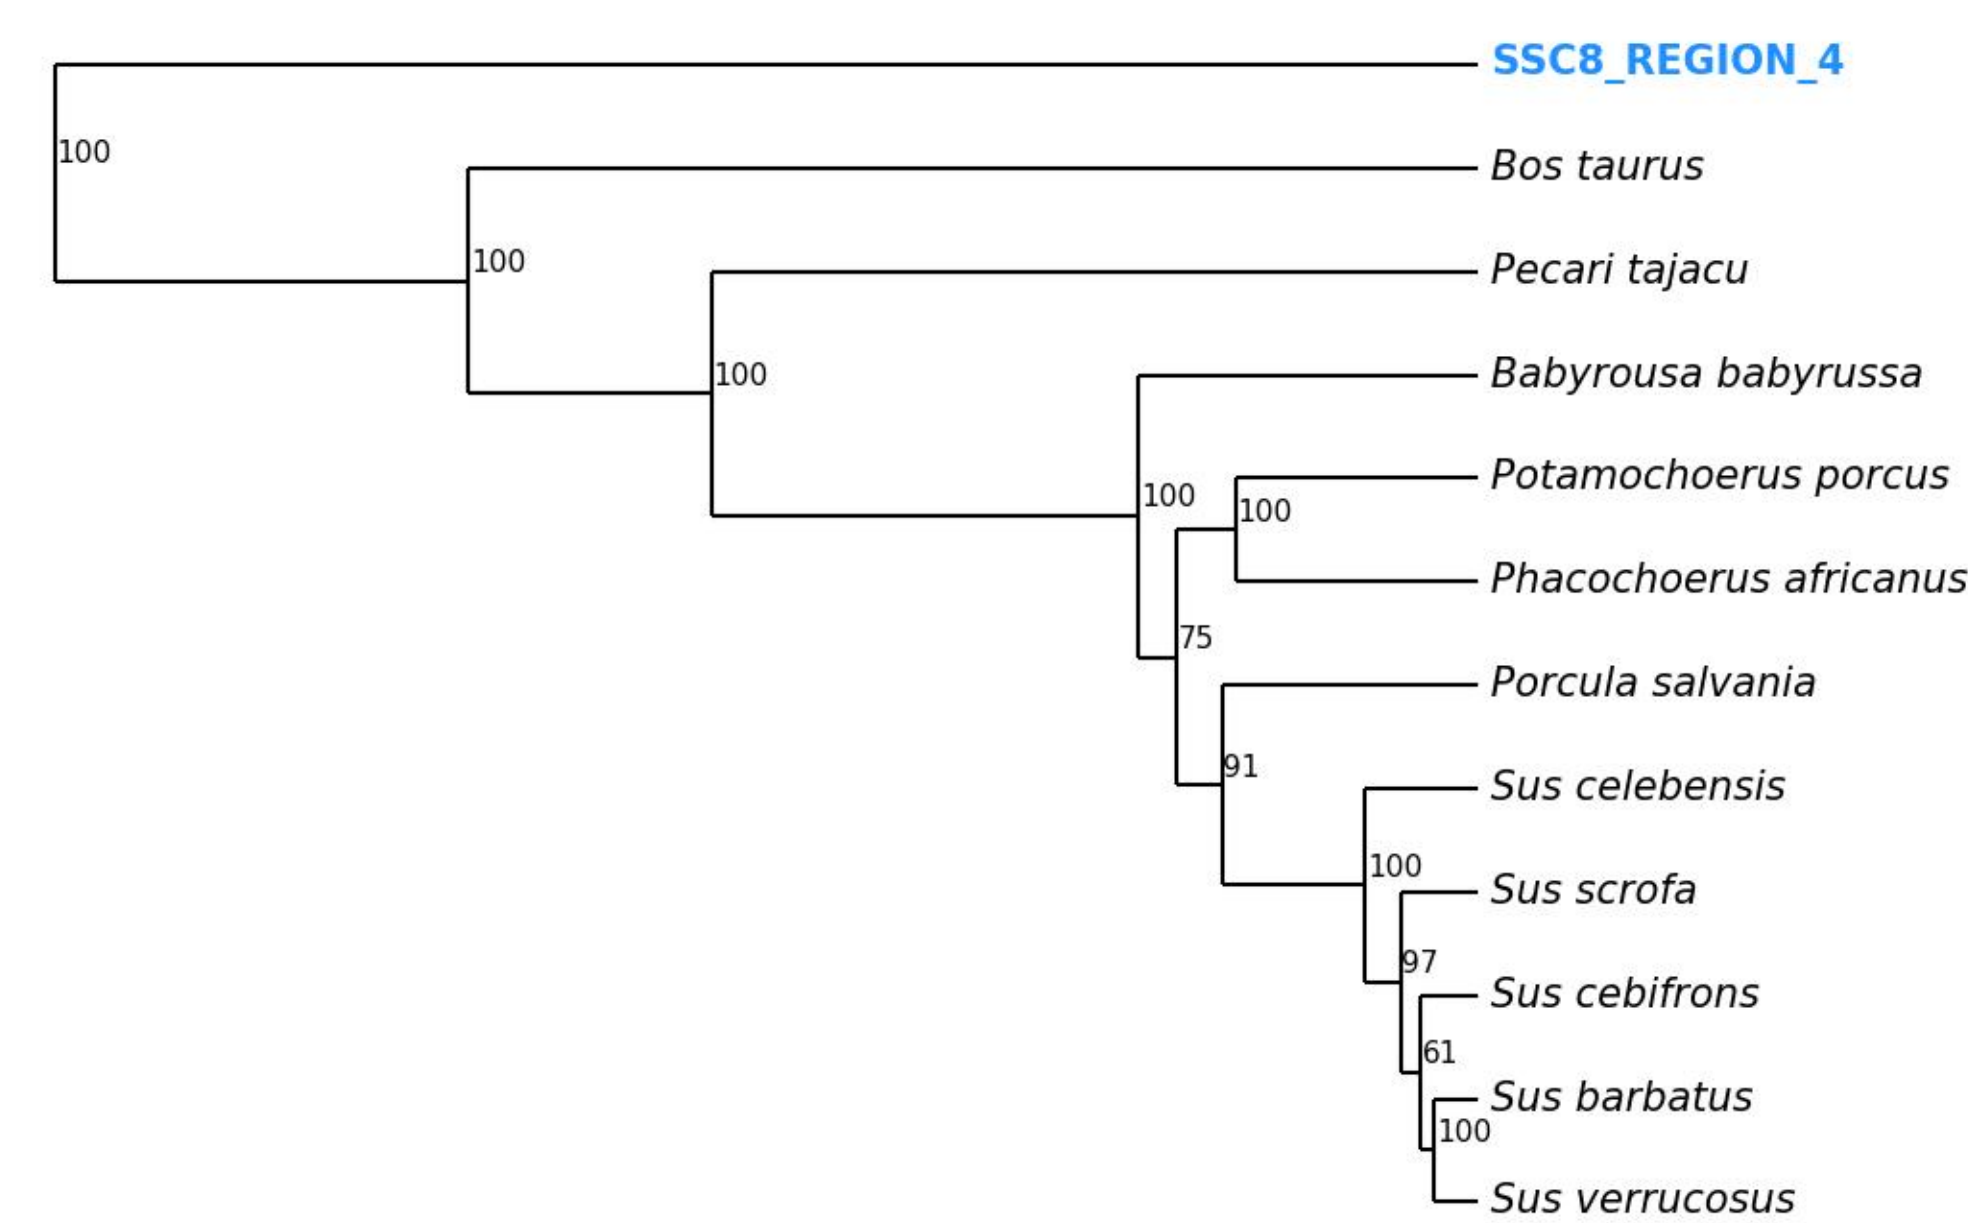 SSC8_REGION_4
100
Bos taurus
100
Pecari tajacu
100
Babyrousa babyrussa
Potamochoerus porcus
100
100
Phacochoerus africanus
75
Porcula salvania
91
Sus celebensis
100
Sus scrofa
97
Sus cebifrons
61
Sus barbatus
100
Sus verrucosus